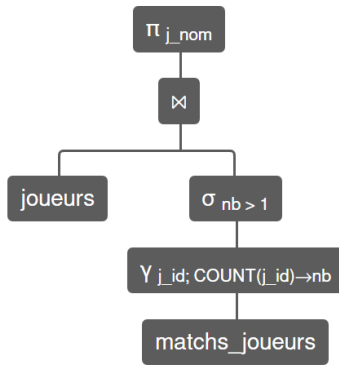 π j_nom
⋈
joueurs
σ nb > 1
γ j_id; COUNT(j_id)→nb
matchs_joueurs